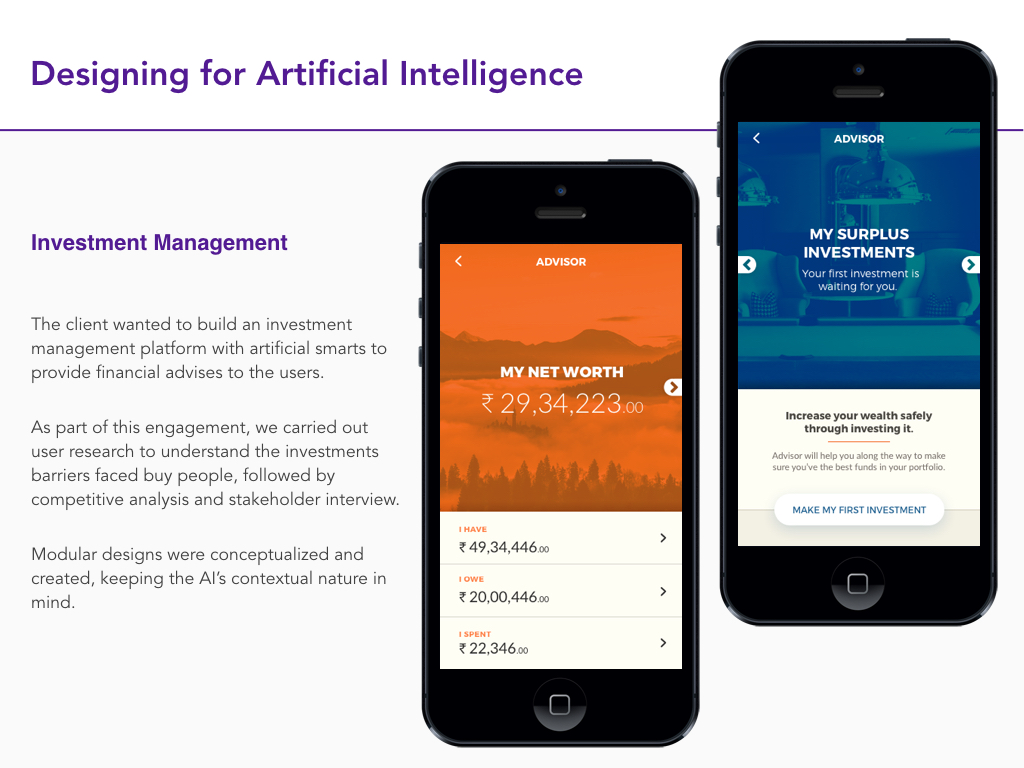 Designing for Artificial Intelligence
Investment Management
The client wanted to build an investment
management platform with artificial smarts to
provide financial advises to the users.
As part of this engagement, we carried out
user research to understand the investments
barriers faced buy people, followed by
competitive analysis and stakeholder interview.
Modular designs were conceptualized and
created, keeping the AI’s contextual nature in
mind.
ADVISOR
MY NET WORTH
₹ 29,34,223.00
I HAVE
₹ 49,34,446.00
I OWE
₹ 20,00,446.00
I SPENT
₹ 22,346.00
ADVISOR
MY SURPLUS
INVESTMENTS
Your first investment is
waiting for you.
Increase your wealth safely
through investing it.
Advisor will help you along the way to make
sure you've the best funds in your portfolio.
MAKE MY FIRST INVESTMENT